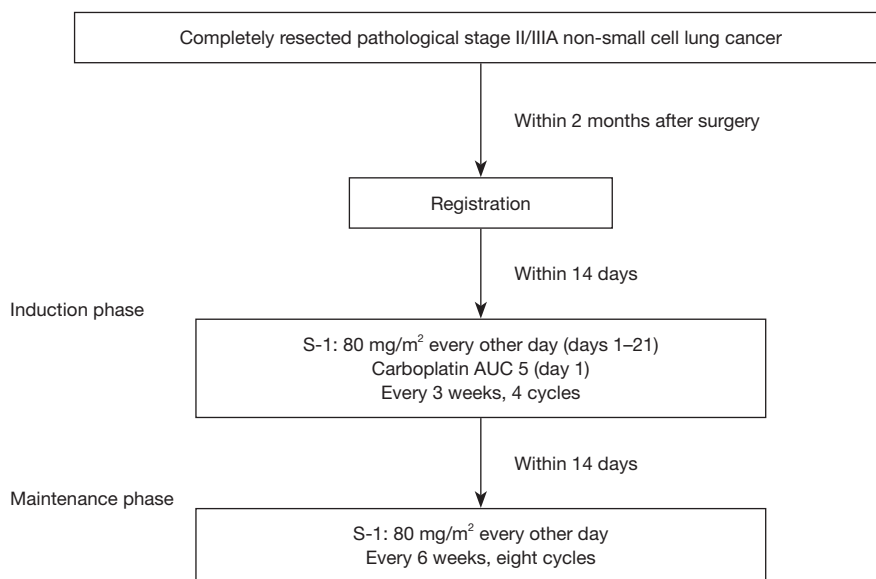 Completely resected pathological stage II/IIIA non-small cell lung cancer
Within 2 months after surgery
Registration
Within 14 days
Induction phase
S-1: 80 mg/m² every other day (days 1–21)
Carboplatin AUC 5 (day 1)
Every 3 weeks, 4 cycles
Within 14 days
Maintenance phase
S-1: 80 mg/m² every other day
Every 6 weeks, eight cycles